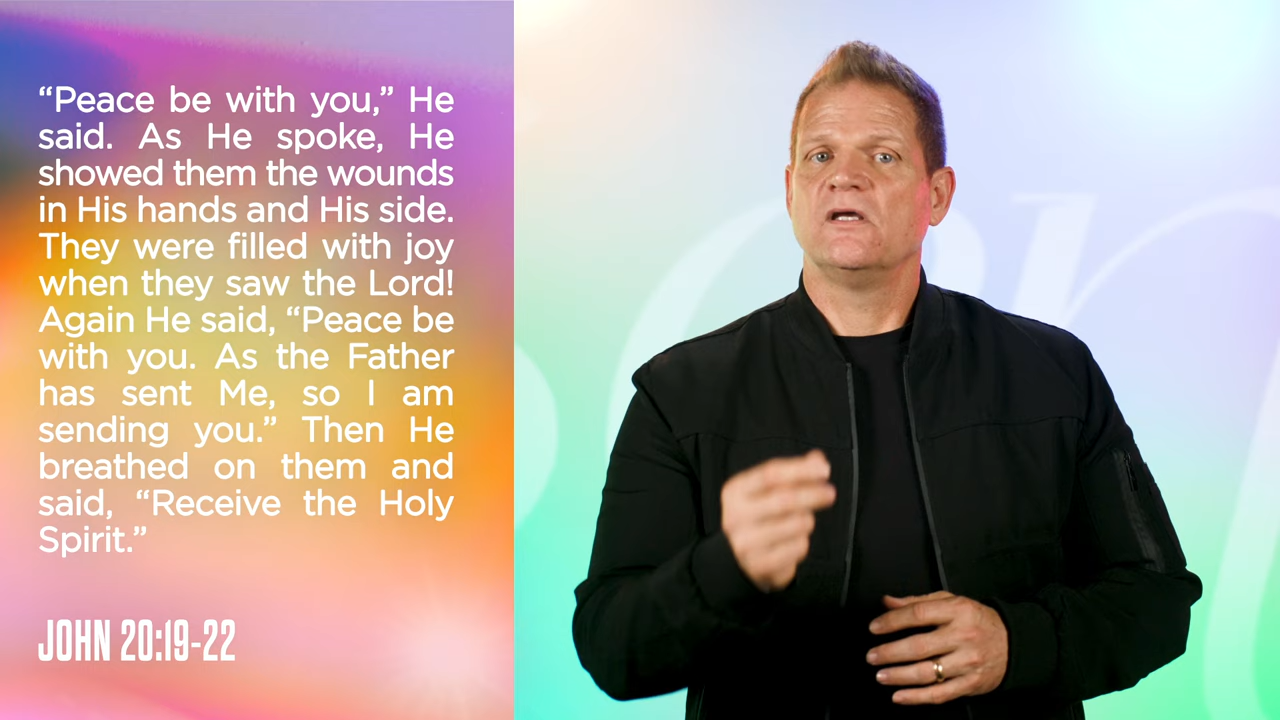 “Peace be with you,” He
said. As He spoke, He
showed them the wounds
in His hands and His side.
They were filled with joy
when they saw the Lord!
Again He said, “Peace be
with you. As the Father
has sent Me, so I am
sending you.” Then He
breathed on them and
said, “Receive the Holy
Spirit.”
JOHN 20:19-22